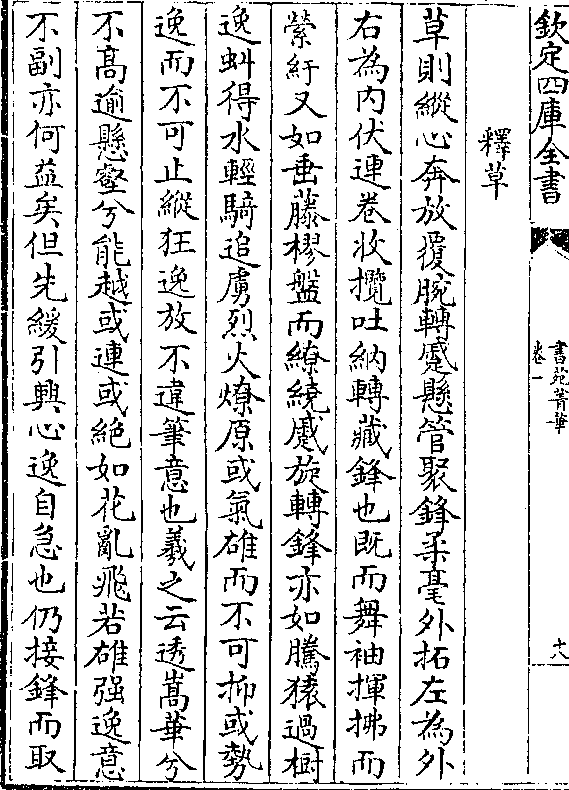 欽定四庫全書
書苑菁華
卷一
十八
釋草
草則縱心奔放覆腕轉蹙懸管聚鋒柔毫外拓左為外
右為内伏連卷收攬吐納轉藏鋒也既而舞袖揮拂而
縈紆又如垂藤樛盤而繚繞蹙旋轉鋒亦如騰猿過樹
逸虯得水輕騎追虜烈火燎原或氣雄而不可抑或勢
逸而不可止縱狂逸放不違筆意也羲之云透嵩華兮
不髙逾懸壑兮能越或連或絶如花亂飛若雄强逸意
不副亦何益矣但先緩引興心逸自急也仍接鋒而取